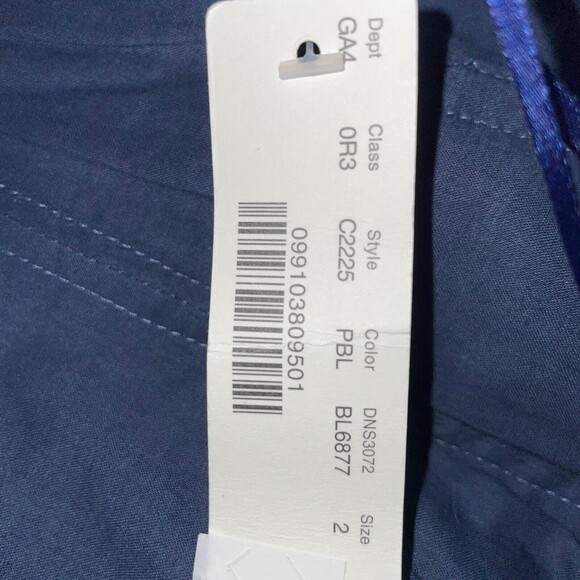 Dept Class Style Color DNS3072 Size
GA4 0R3 C2225 PBL BL6877 2
099103809501